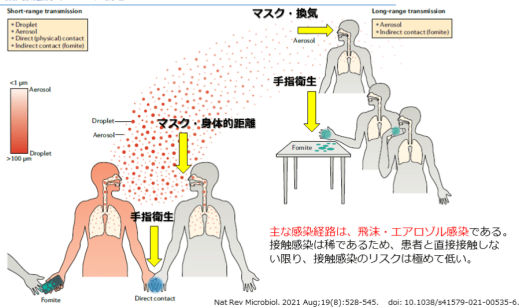 Short-range transmission
• Droplet
• Aerosol
• Direct (physical) contact
• Indirect contact (fomite)
マスク・換気
Aerosol
Long-range transmission
• Aerosol
• Indirect contact (fomite)
<1 μm
Aerosol
Droplet
>100 μm
Droplet
Aerosol
マスク・身体的距離
手指衛生
Fomite
手指衛生
Fomite
Direct contact
主な感染経路は、飛沫・エアロゾル感染である。
接触感染は稀であるため、患者と直接接触しな
い限り、接触感染のリスクは極めて低い。
Nat Rev Microbiol. 2021 Aug;19(8):528-545. doi: 10.1038/s41579-021-00535-6.